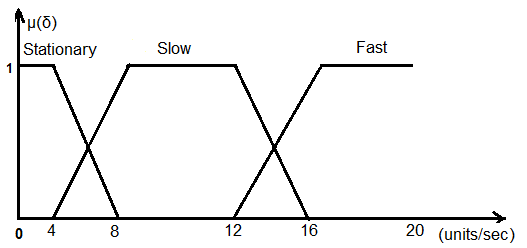 μ(δ)
Stationary Slow Fast
1
0 4 8 12 16 20 (units/sec)